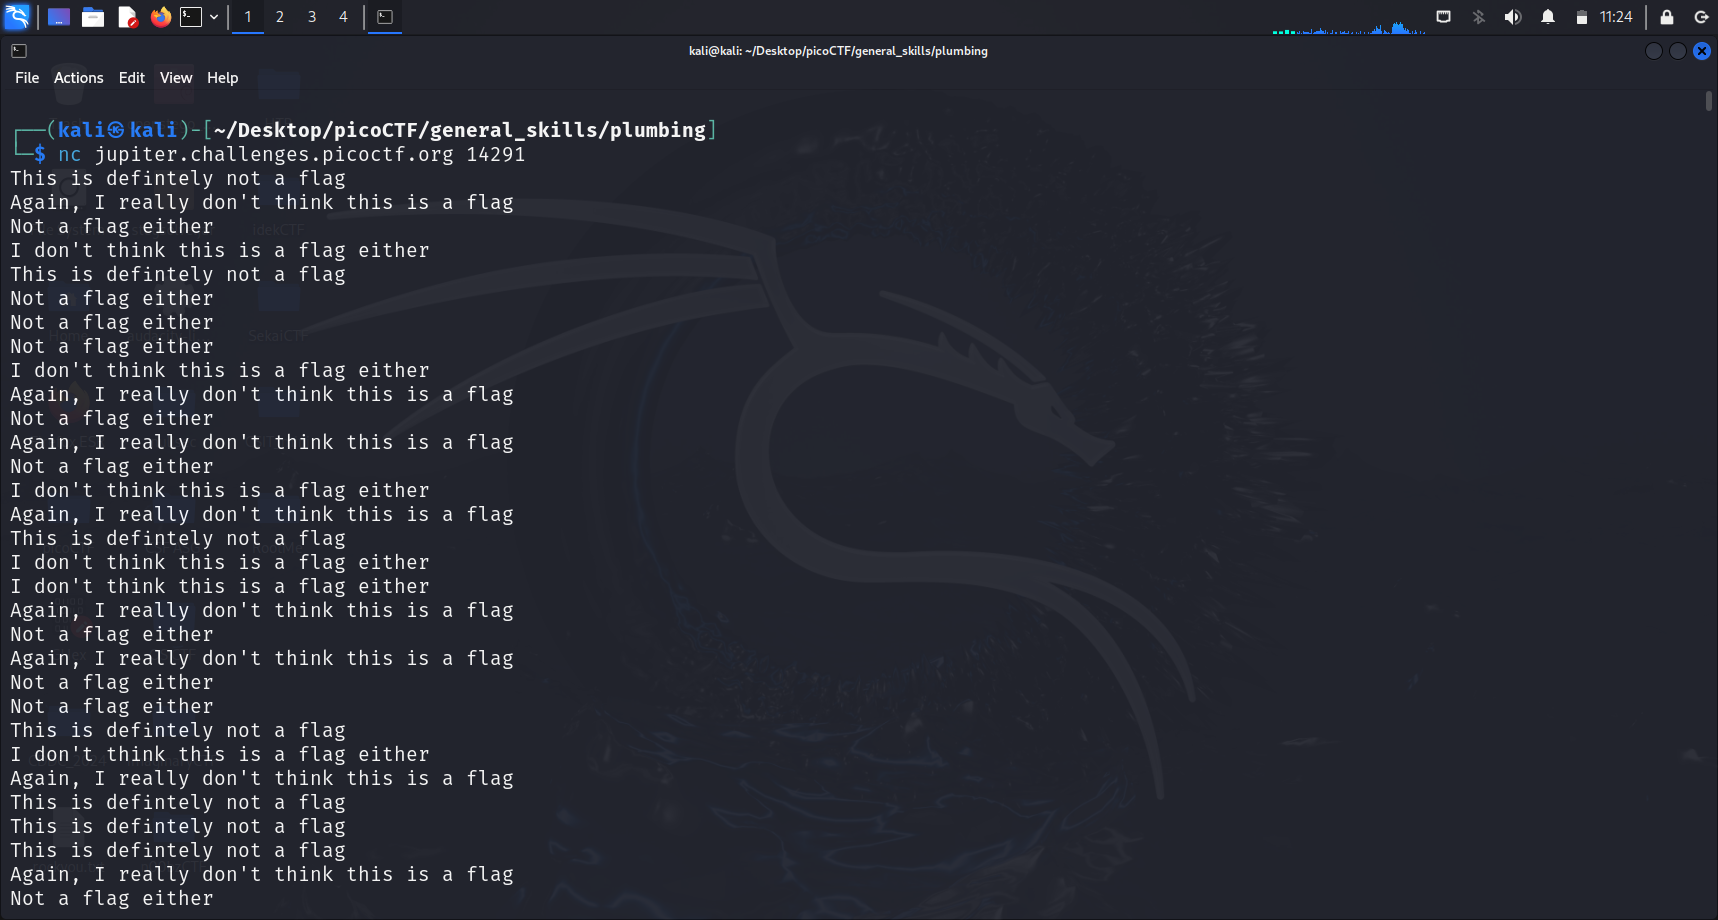 1 2 3 4 11:24
kali@kali: ~/Desktop/picoCTF/general_skills/plumbing
File Actions Edit View Help
┌──(kali㉿kali)-[~/Desktop/picoCTF/general_skills/plumbing]
└─$ nc jupiter.challenges.picoctf.org 14291
This is defintely not a flag
Again, I really don't think this is a flag
Not a flag either
I don't think this is a flag either
This is defintely not a flag
Not a flag either
Not a flag either
Not a flag either
I don't think this is a flag either
Again, I really don't think this is a flag
Not a flag either
Again, I really don't think this is a flag
Not a flag either
I don't think this is a flag either
Again, I really don't think this is a flag
This is defintely not a flag
I don't think this is a flag either
I don't think this is a flag either
Again, I really don't think this is a flag
Not a flag either
Again, I really don't think this is a flag
Not a flag either
Not a flag either
This is defintely not a flag
I don't think this is a flag either
Again, I really don't think this is a flag
This is defintely not a flag
This is defintely not a flag
This is defintely not a flag
Again, I really don't think this is a flag
Not a flag either
IdekCTF
SekaiCTF